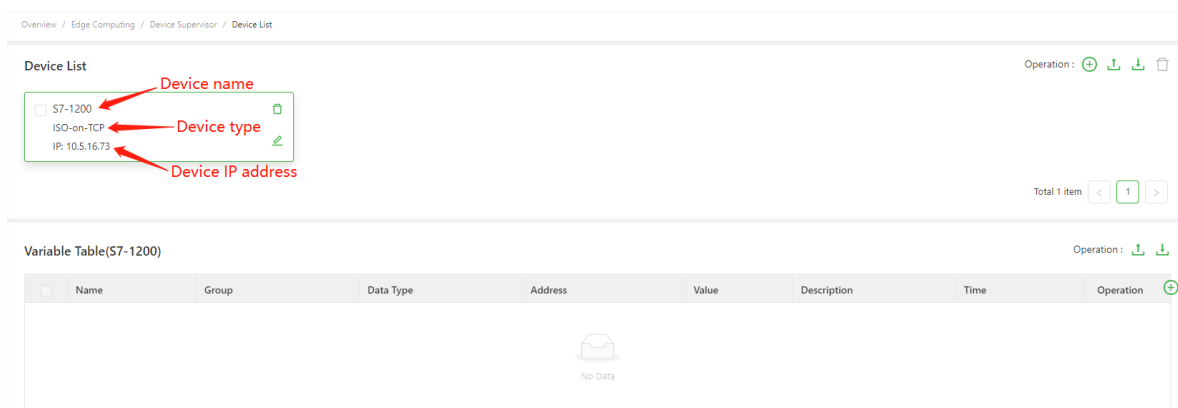 Overview / Edge Computing / Device Supervisor / Device List
Device List
Operation :
Device name
S7-1200
ISO-on-TCP
Device type
IP: 10.5.16.73
Device IP address
Total 1 item < 1 >
Variable Table(S7-1200)
Operation :
Name Group Data Type Address Value Description Time Operation
No Data